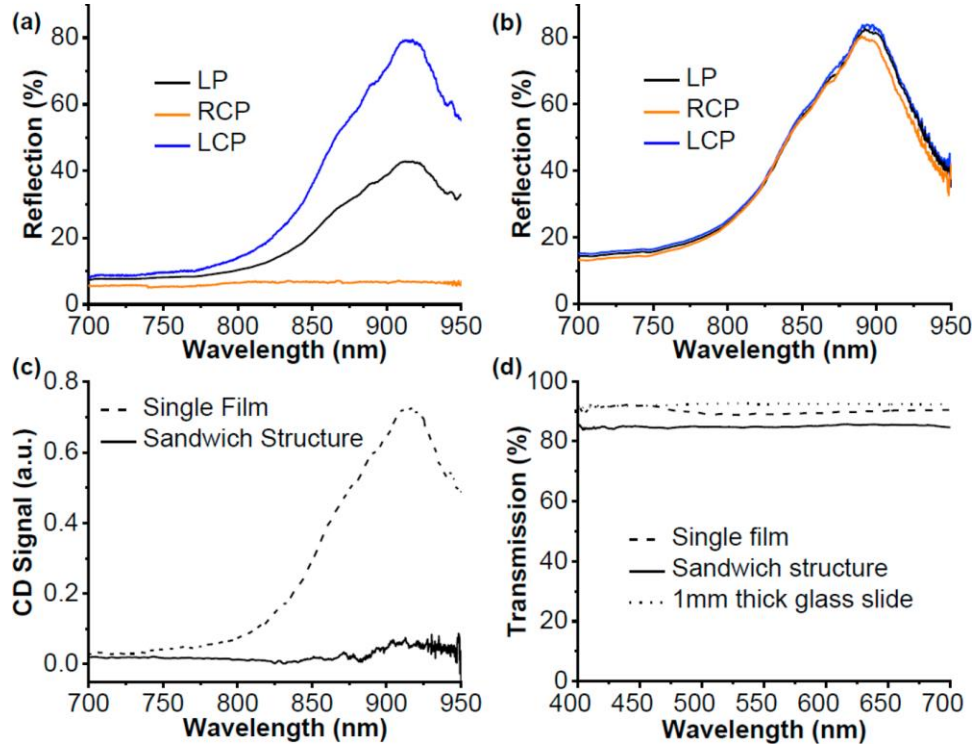 (a)
80
60
40
20
0
Reflection (%)
LP
RCP
LCP
700 750 800 850 900 950
Wavelength (nm)
(b)
80
60
40
20
0
Reflection (%)
LP
RCP
LCP
700 750 800 850 900 950
Wavelength (nm)
(c)
0.8
0.6
0.4
0.2
0.0
CD Signal (a.u.)
Single Film
Sandwich Structure
700 750 800 850 900 950
Wavelength (nm)
(d)
100
80
60
40
20
0
Transmission (%)
Single film
Sandwich structure
1mm thick glass slide
400 450 500 550 600 650 700
Wavelength (nm)